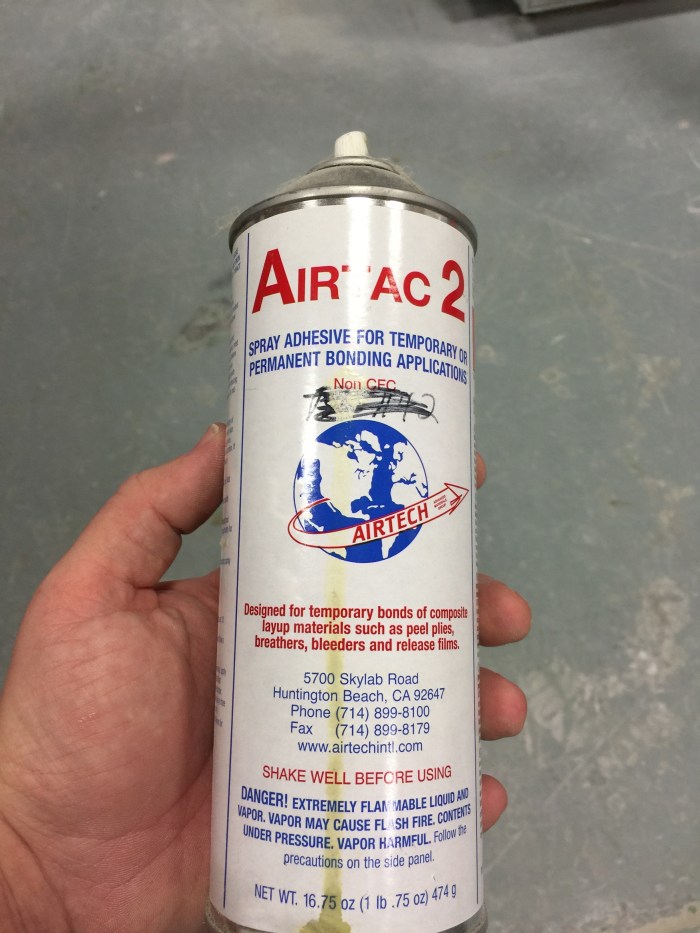 AIRTAC 2
SPRAY ADHESIVE FOR TEMPORARY OR
PERMANENT BONDING APPLICATIONS
Non CFC
AIRTECH
Designed for temporary bonds of composite
layup materials such as peel plies,
breathers, bleeders and release films.
5700 Skylab Road
Huntington Beach, CA 92647
Phone (714) 899-8100
Fax (714) 899-8179
www.airtechintl.com
SHAKE WELL BEFORE USING
DANGER! EXTREMELY FLAMMABLE LIQUID AND
VAPOR. VAPOR MAY CAUSE FLASH FIRE. CONTENTS
UNDER PRESSURE. VAPOR HARMFUL. Follow the
precautions on the side panel.
NET WT. 16.75 oz (1 lb .75 oz) 474 g